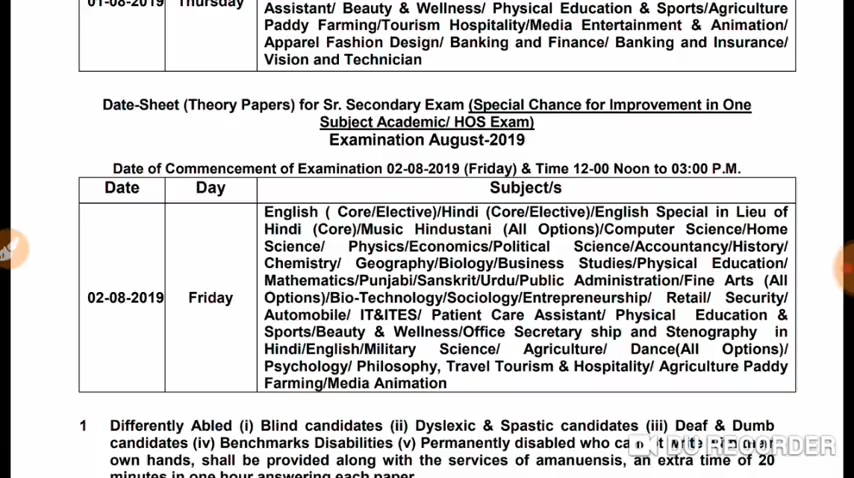 01-08-2019 Thursday
Assistant/ Beauty & Wellness/ Physical Education & Sports/Agriculture
Paddy Farming/Tourism Hospitality/Media Entertainment & Animation/
Apparel Fashion Design/ Banking and Finance/ Banking and Insurance/
Vision and Technician
Date-Sheet (Theory Papers) for Sr. Secondary Exam (Special Chance for Improvement in One
Subject Academic/ HOS Exam)
Examination August-2019
Date of Commencement of Examination 02-08-2019 (Friday) & Time 12-00 Noon to 03:00 P.M.
Date Day Subject/s
English ( Core/Elective)/Hindi (Core/Elective)/English Special in Lieu of
Hindi (Core)/Music Hindustani (All Options)/Computer Science/Home
Science/ Physics/Economics/Political Science/Accountancy/History/
Chemistry/ Geography/Biology/Business Studies/Physical Education/
Mathematics/Punjabi/Sanskrit/Urdu/Public Administration/Fine Arts (All
02-08-2019 Friday Options)/Bio-Technology/Sociology/Entrepreneurship/ Retail/ Security/
Automobile/ IT&ITES/ Patient Care Assistant/ Physical Education &
Sports/Beauty & Wellness/Office Secretary ship and Stenography in
Hindi/English/Military Science/ Agriculture/ Dance(All Options)/
Psychology/ Philosophy, Travel Tourism & Hospitality/ Agriculture Paddy
Farming/Media Animation
1 Differently Abled (i) Blind candidates (ii) Dyslexic & Spastic candidates (iii) Deaf & Dumb
candidates (iv) Benchmarks Disabilities (v) Permanently disabled who
own hands, shall be provided along with the services of amanuensis, an extra time of 20
minutes in one hour answering each paper.
DU RECORDER